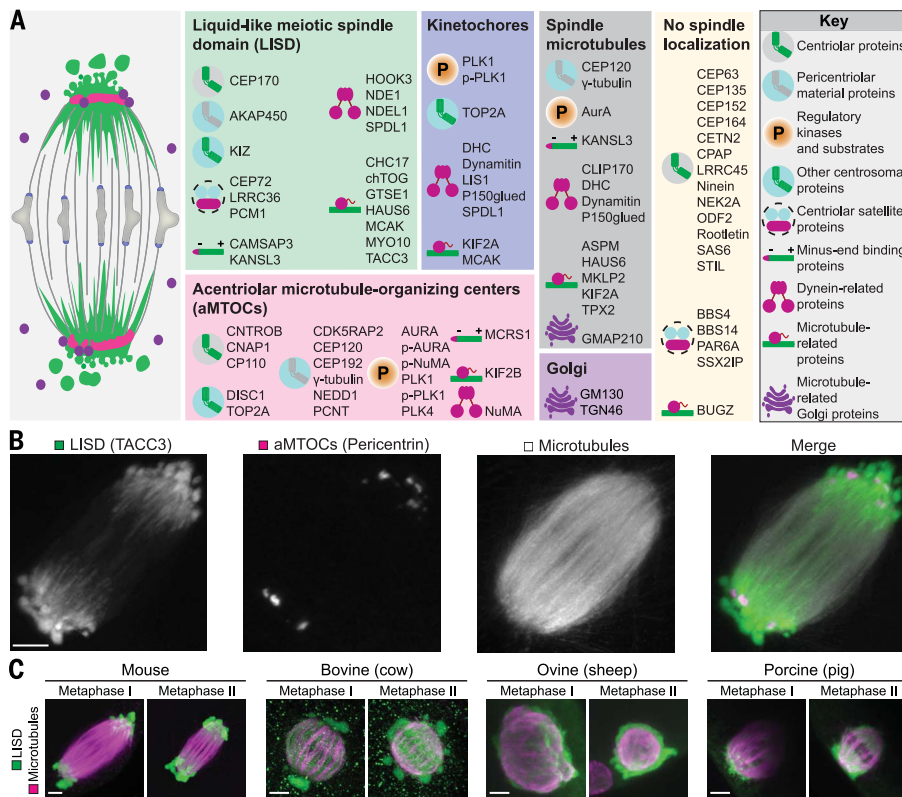 A
Liquid-like meiotic spindle
domain (LISD)
CEP170
AKAP450
KIZ
CEP72
LRRC36
PCM1
- +
CAMSAP3
KANSL3
HOOK3
NDE1
NDEL1
SPDL1
CHC17
chTOG
GTSE1
HAUS6
MCAK
MYO10
TACC3
Kinetochores
P
PLK1
p-PLK1
TOP2A
DHC
Dynamitin
LIS1
P150glued
SPDL1
KIF2A
MCAK
Acentriolar microtubule-organizing centers
(aMTOCs)
CNTROB
CNAP1
CP110
DISC1
TOP2A
CDK5RAP2
CEP120
CEP192
γ-tubulin
NEDD1
PCNT
P
AURA
p-AURA
p-NuMA
PLK1
p-PLK1
PLK4
- +
MCRS1
KIF2B
NuMA
Spindle
microtubules
CEP120
γ-tubulin
P
AurA
- +
KANSL3
CLIP170
DHC
Dynamitin
P150glued
ASPM
HAUS6
MKLP2
KIF2A
TPX2
GMAP210
Golgi
GM130
TGN46
No spindle
localization
CEP63
CEP135
CEP152
CEP164
CETN2
CPAP
LRRC45
Ninein
NEK2A
ODF2
Rootletin
SAS6
STIL
BBS4
BBS14
PAR6A
SSX2IP
BUGZ
Key
Centriolar proteins
Pericentriolar
material proteins
P
Regulatory
kinases
and substrates
Other centrosomal
proteins
Centriolar satellite
proteins
- +
Minus-end binding
proteins
Dynein-related
proteins
Microtubule-
related
proteins
Microtubule-
related
Golgi proteins
B
LISD (TACC3)
aMTOCs (Pericentrin)
Microtubules
Merge
C
Mouse
Bovine (cow)
Ovine (sheep)
Porcine (pig)
Metaphase I
Metaphase II
Metaphase I
Metaphase II
Metaphase I
Metaphase II
Metaphase I
Metaphase II
LISD
Microtubules